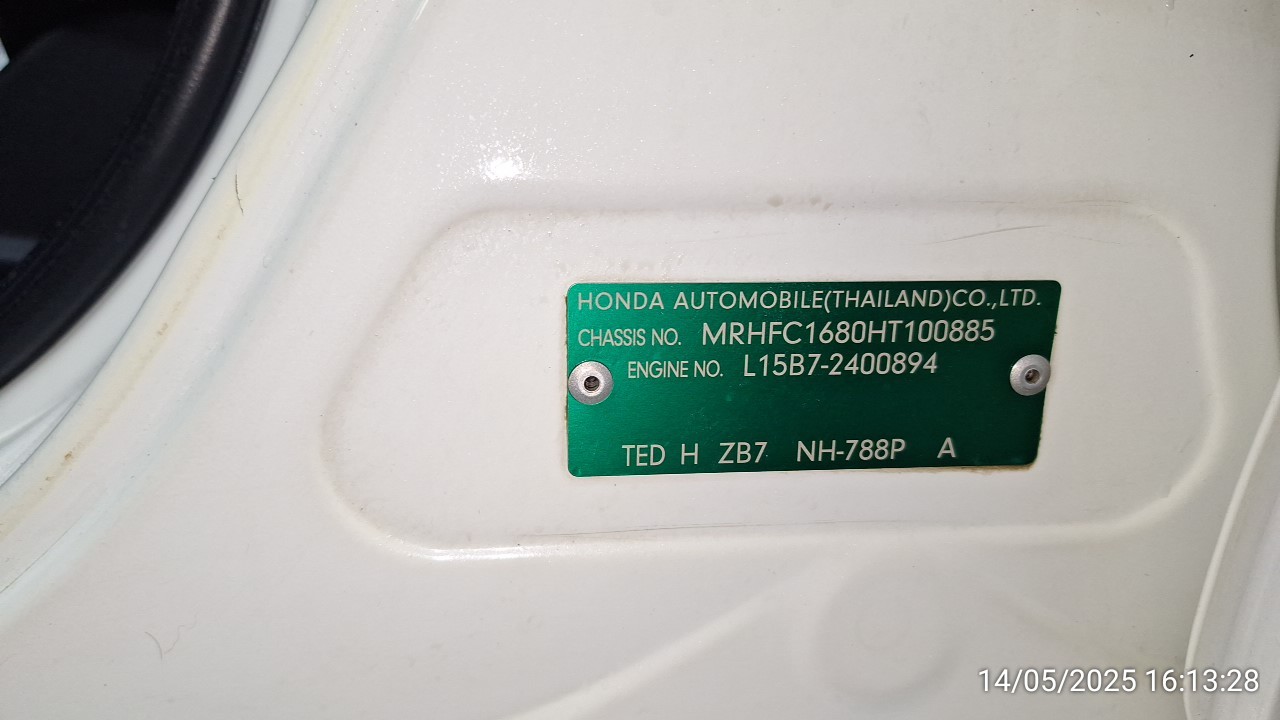 HONDA AUTOMOBILE(THAILAND)CO.,LTD.
CHASSIS NO. MRHFC1680HT100885
ENGINE NO. L15B7-2400894
TED H ZB7 NH-788P A
14/05/2025 16:13:28